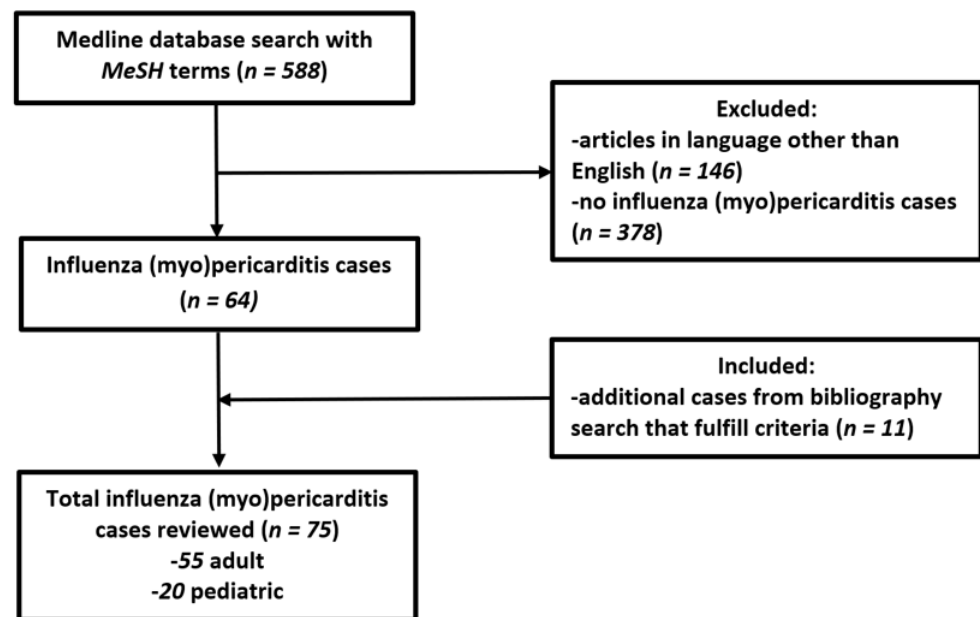 Medline database search with
MeSH terms (n = 588)
Excluded:
-articles in language other than
English (n = 146)
-no influenza (myo)pericarditis cases
(n = 378)
Influenza (myo)pericarditis cases
(n = 64)
Included:
-additional cases from bibliography
search that fulfill criteria (n = 11)
Total influenza (myo)pericarditis
cases reviewed (n = 75)
-55 adult
-20 pediatric